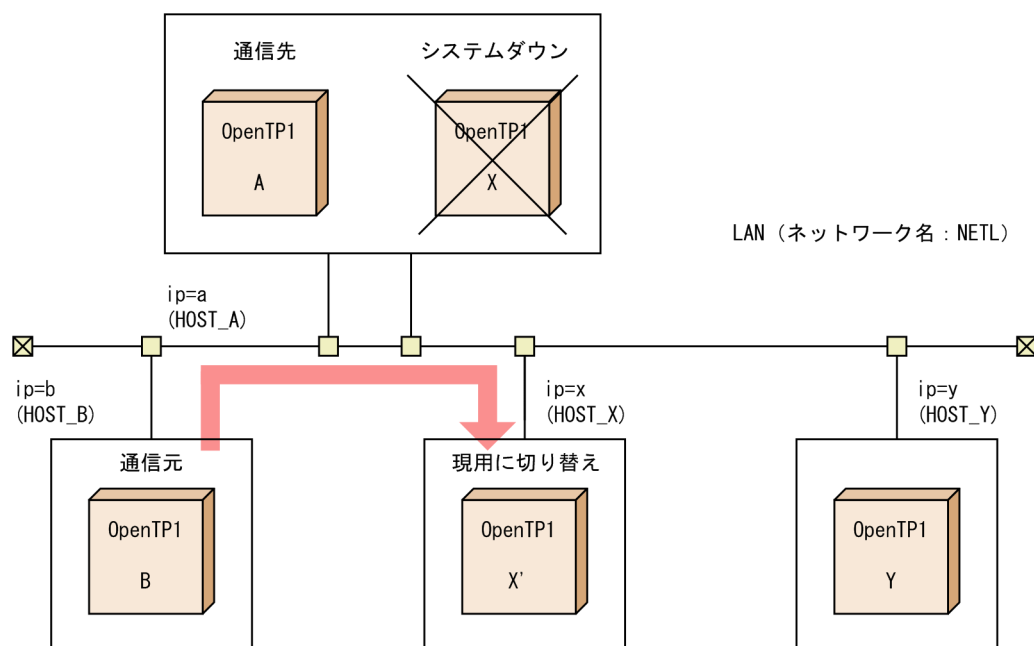 通信先
システムダウン
OpenTP1
A
OpenTP1
X
LAN（ネットワーク名：NETL）
ip=a
(HOST_A)
ip=b
(HOST_B)
ip=x
(HOST_X)
ip=y
(HOST_Y)
通信元
現用に切り替え
OpenTP1
B
OpenTP1
X'
OpenTP1
Y